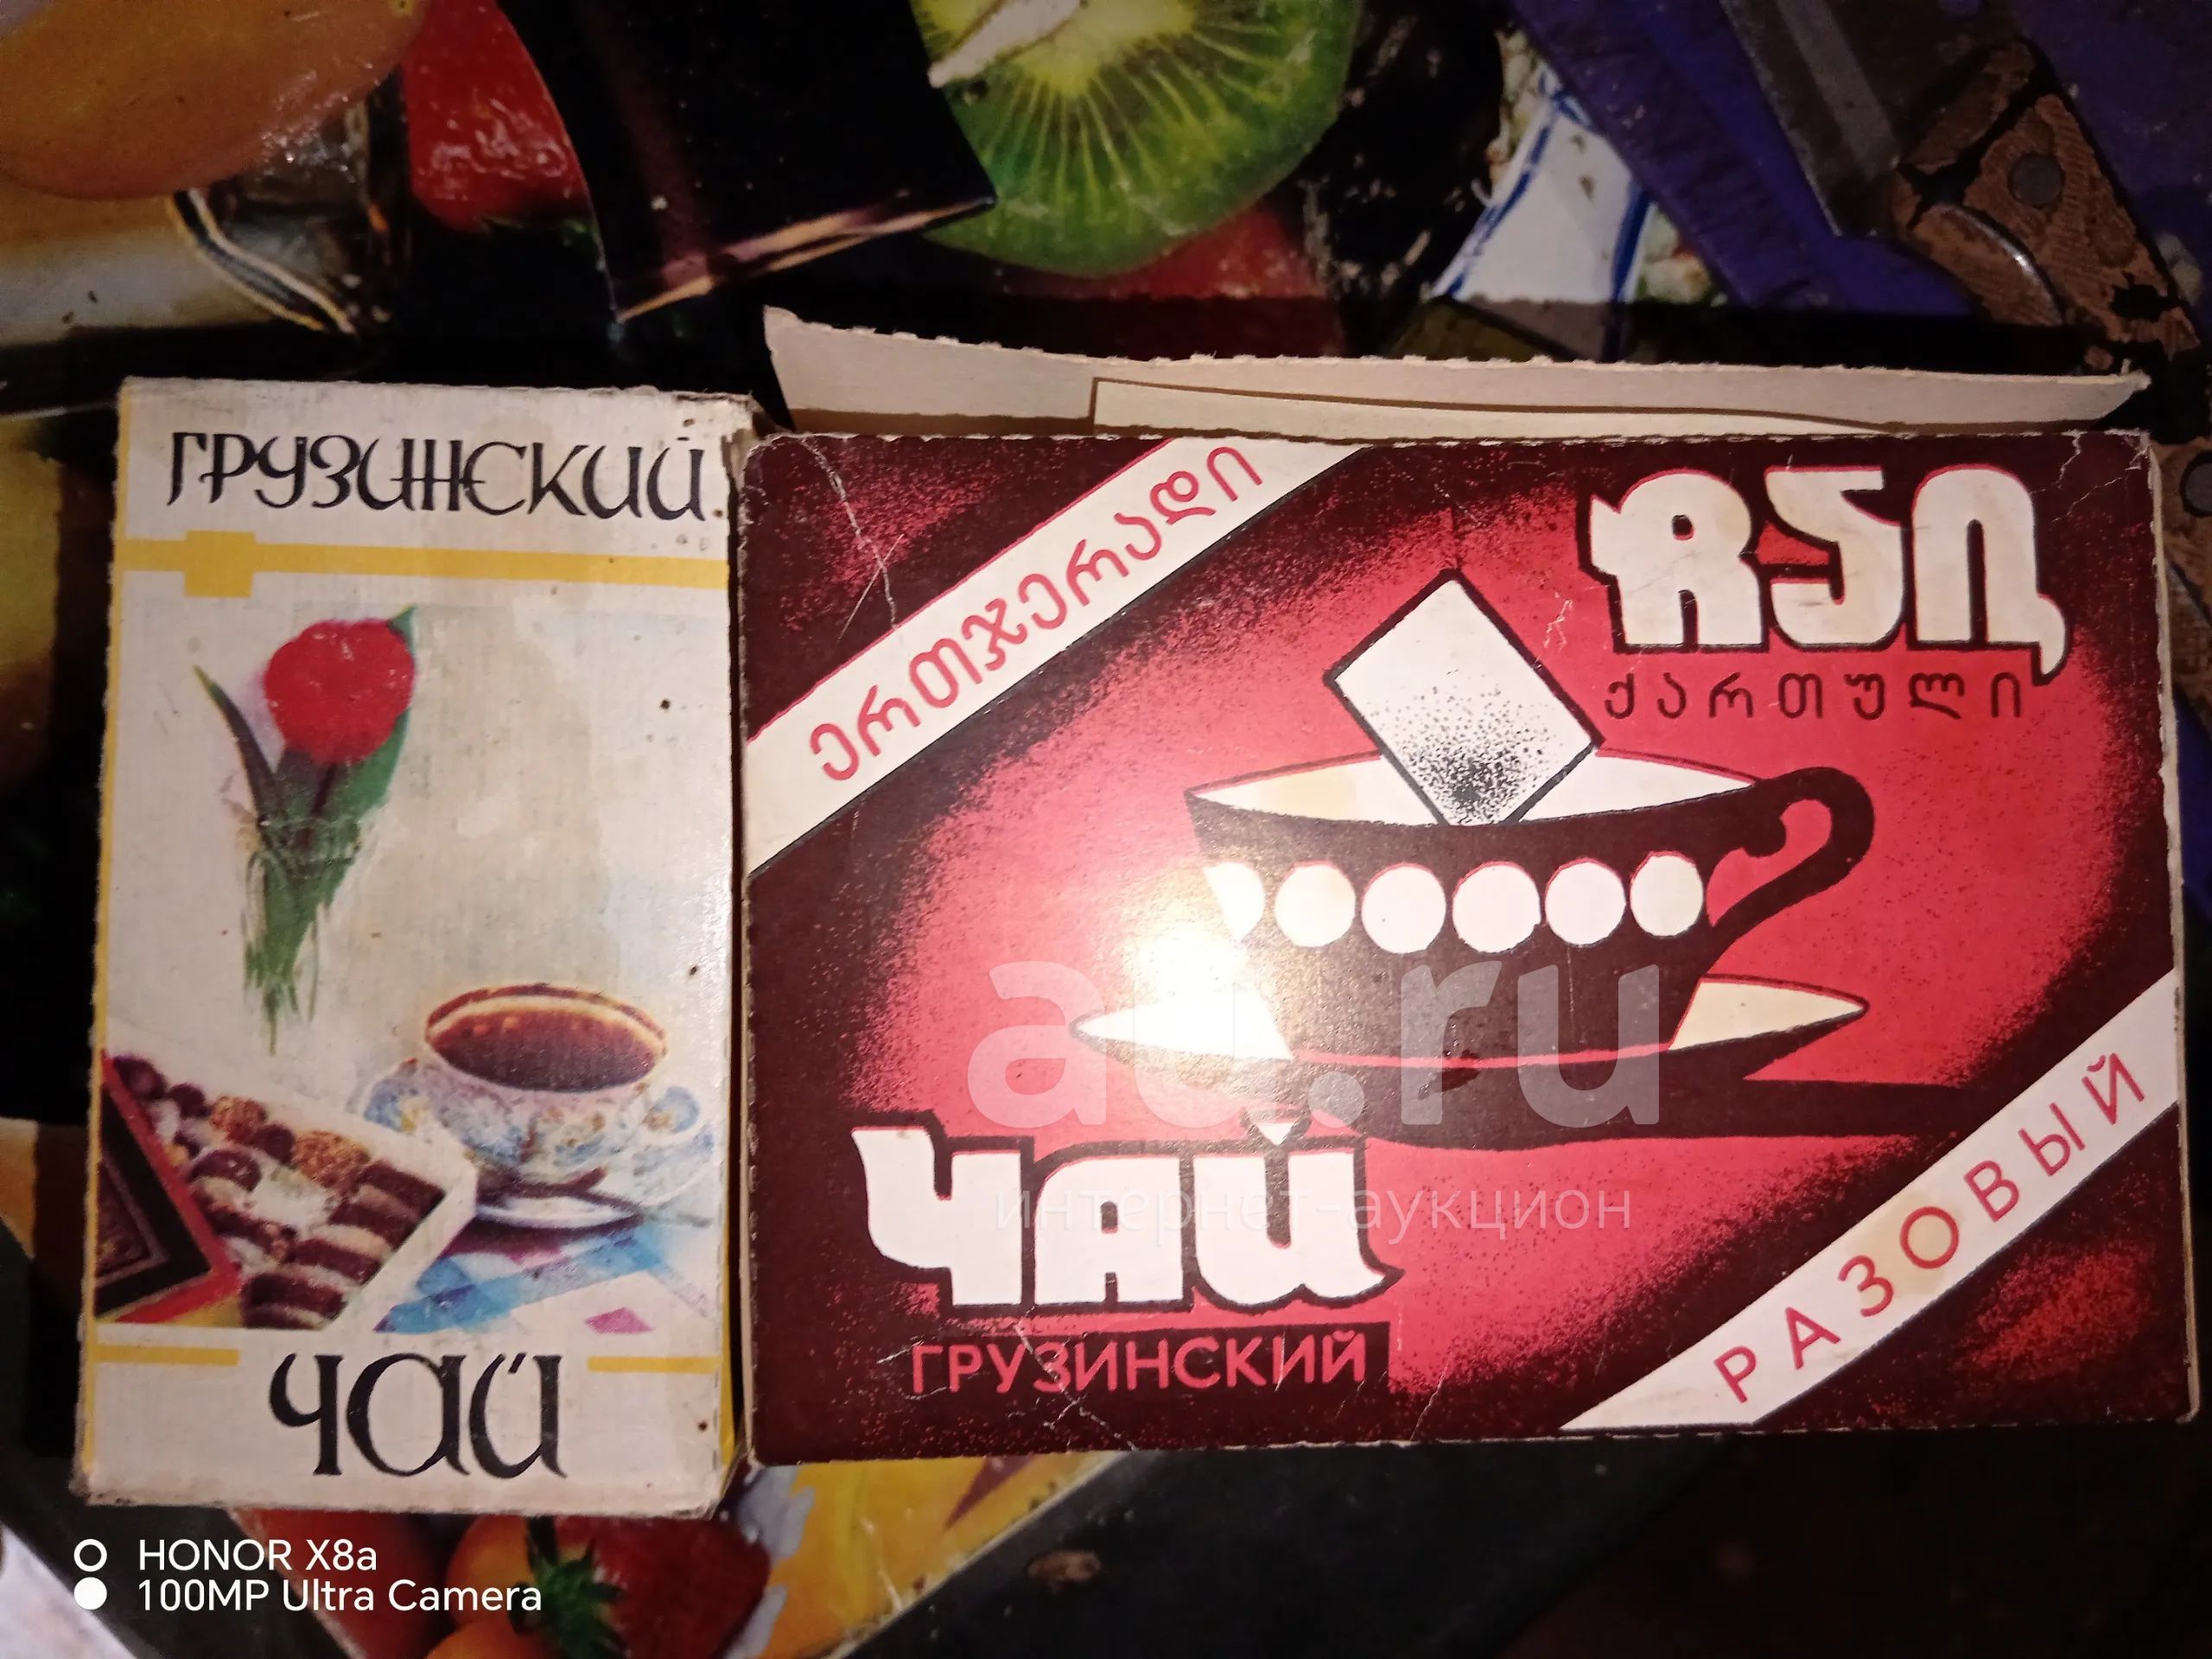 ГРУЗИНСКИЙ
ЧАЙ
ერთჯერადი
ჩაი
ქართული
ЧАЙ
ГРУЗИНСКИЙ
РАЗОВЫЙ
au.ru
интернет-аукцион
HONOR X8a
100MP Ultra Camera